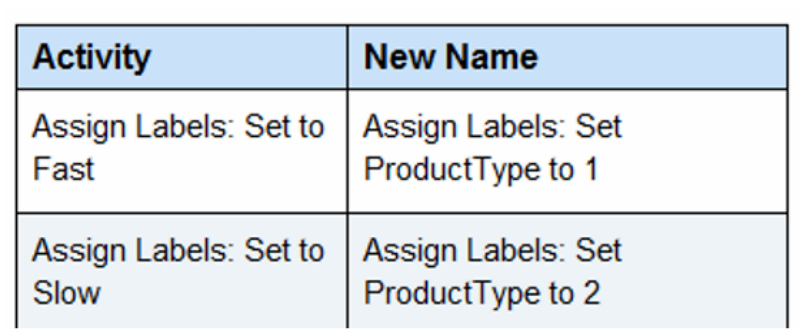 Activity New Name
Assign Labels: Set to Assign Labels: Set
Fast ProductType to 1
Assign Labels: Set to Assign Labels: Set
Slow ProductType to 2